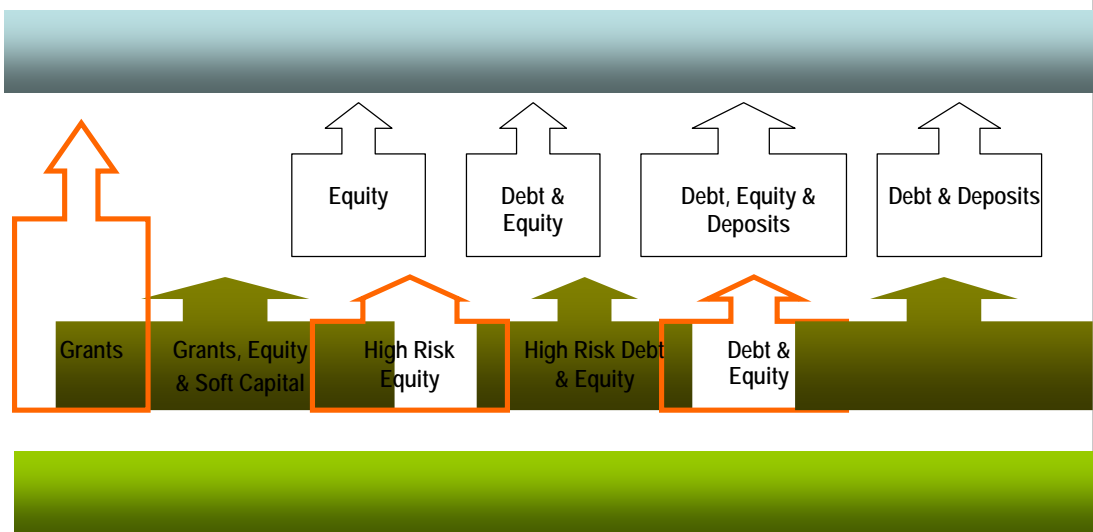 Equity
Debt &
Equity
Debt, Equity &
Deposits
Debt & Deposits
Grants
Grants, Equity
& Soft Capital
High Risk
Equity
High Risk Debt
& Equity
Debt &
Equity